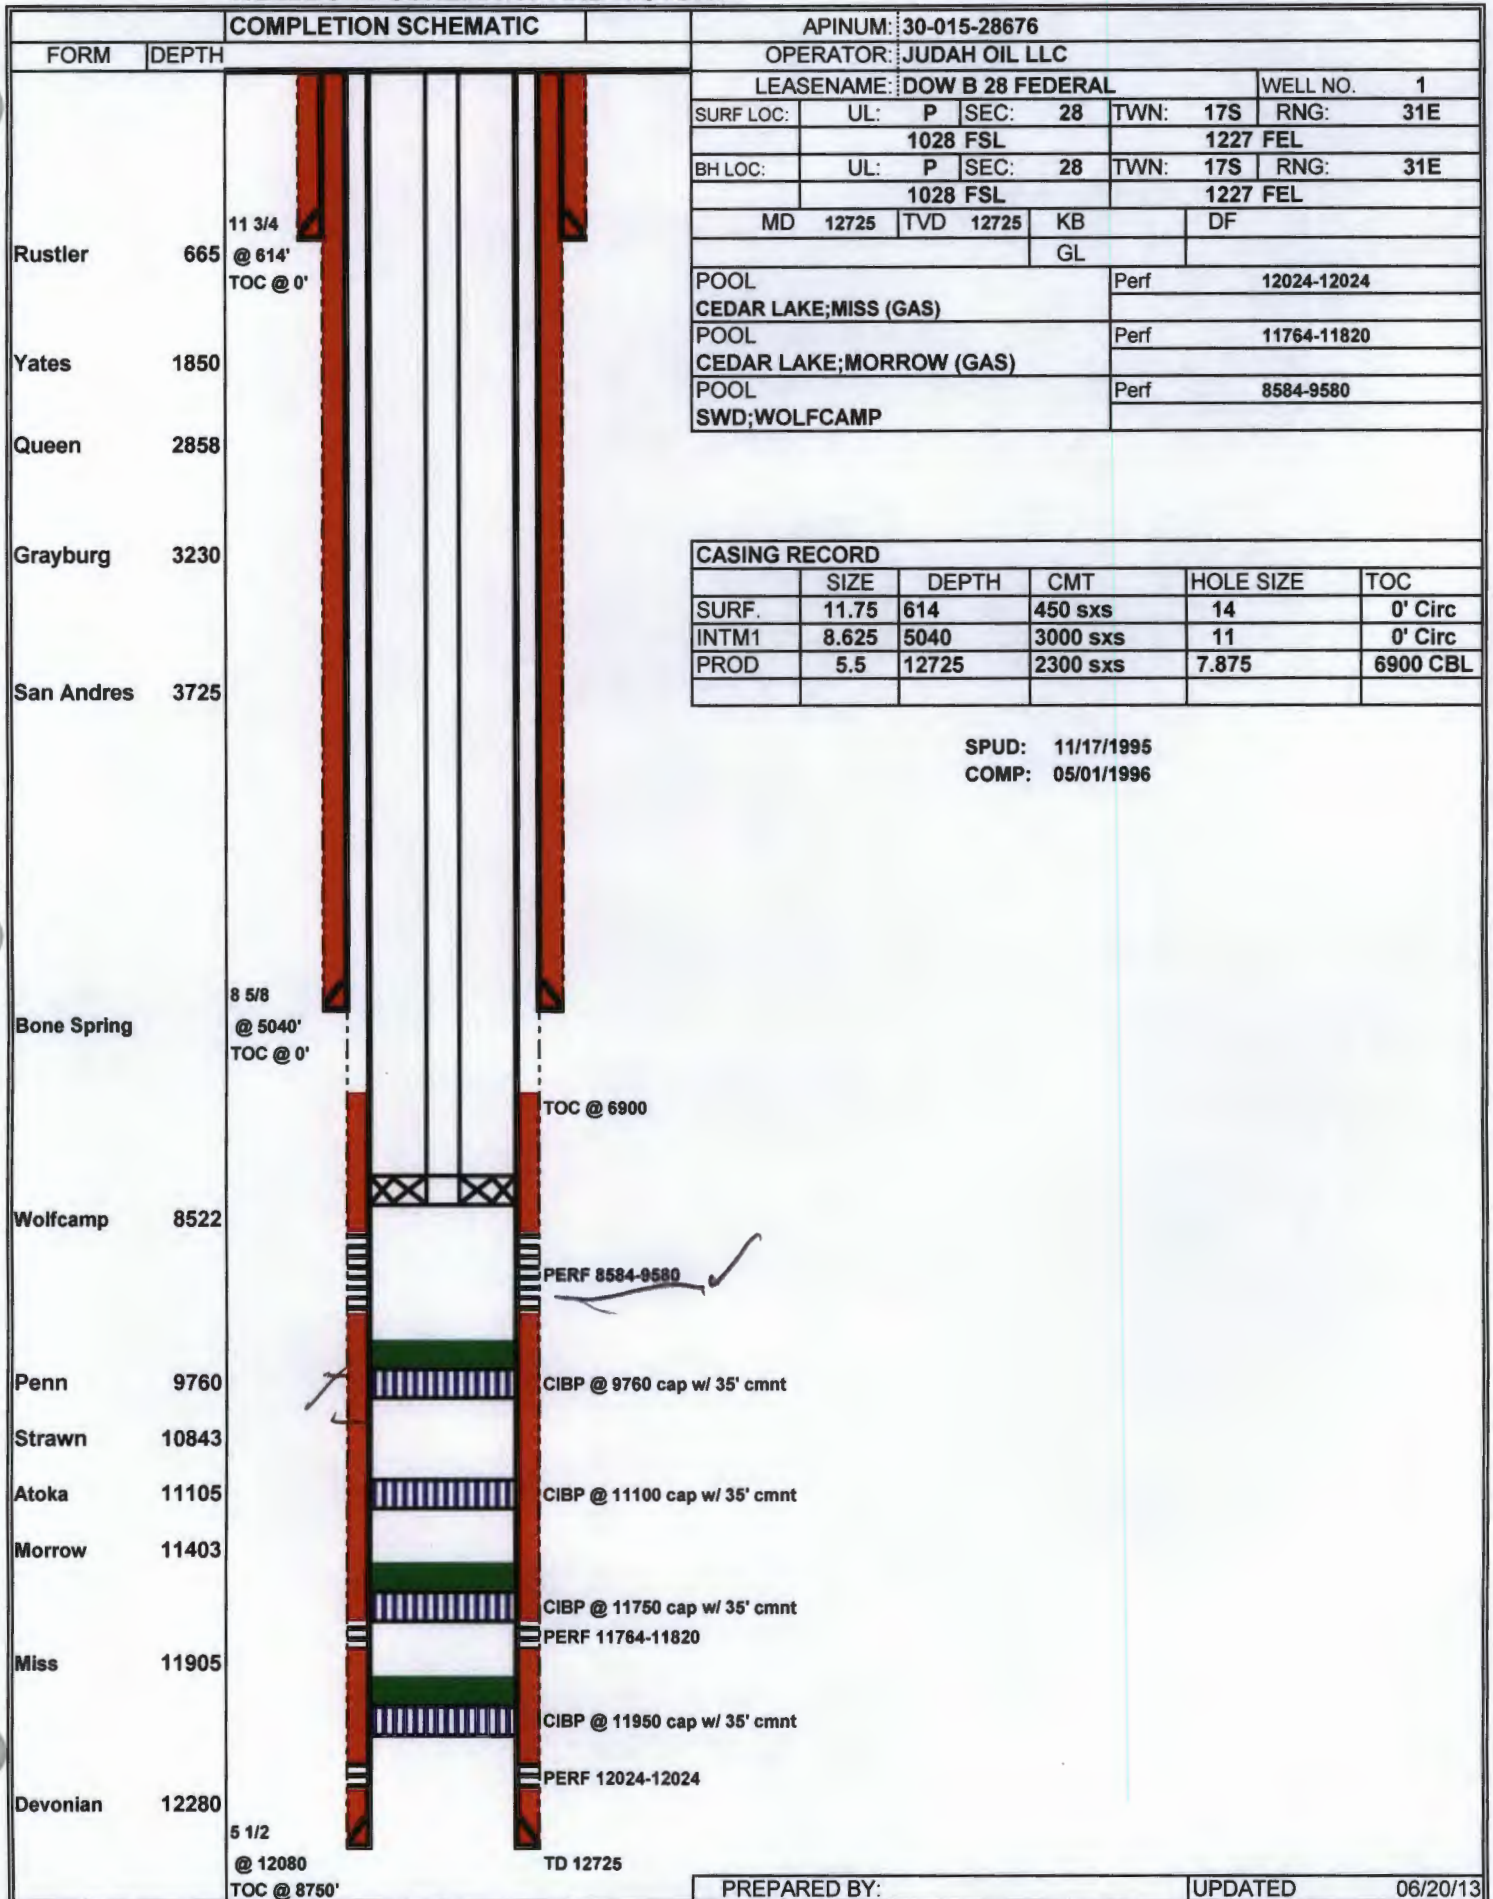 COMPLETION SCHEMATIC
FORM DEPTH
APINUM: 30-015-28676
OPERATOR: JUDAH OIL LLC
LEASENAME: DOW B 28 FEDERAL WELL NO. 1
SURF LOC: UL: P SEC: 28 TWN: 17S RNG: 31E
1028 FSL 1227 FEL
BH LOC: UL: P SEC: 28 TWN: 17S RNG: 31E
1028 FSL 1227 FEL
MD 12725 TVD 12725 KB DF
GL
POOL Perf 12024-12024
CEDAR LAKE;MISS (GAS)
POOL Perf 11764-11820
CEDAR LAKE;MORROW (GAS)
POOL Perf 8584-9580
SWD;WOLFCAMP
11 3/4
Rustler 665 @ 614'
TOC @ 0'
Yates 1850
Queen 2858
Grayburg 3230
San Andres 3725
CASING RECORD
SIZE DEPTH CMT HOLE SIZE TOC
SURF. 11.75 614 450 sxs 14 0' Circ
INTM1 8.625 5040 3000 sxs 11 0' Circ
PROD 5.5 12725 2300 sxs 7.875 6900 CBL
SPUD: 11/17/1995
COMP: 05/01/1996
8 5/8
Bone Spring @ 5040'
TOC @ 0'
TOC @ 6900
Wolfcamp 8522
PERF 8584-9580
Penn 9760 CIBP @ 9760 cap w/ 35' cmnt
Strawn 10843
Atoka 11105 CIBP @ 11100 cap w/ 35' cmnt
Morrow 11403
CIBP @ 11750 cap w/ 35' cmnt
PERF 11764-11820
Miss 11905
CIBP @ 11950 cap w/ 35' cmnt
PERF 12024-12024
Devonian 12280
5 1/2
@ 12080 TD 12725
TOC @ 8750'
PREPARED BY: UPDATED 06/20/13